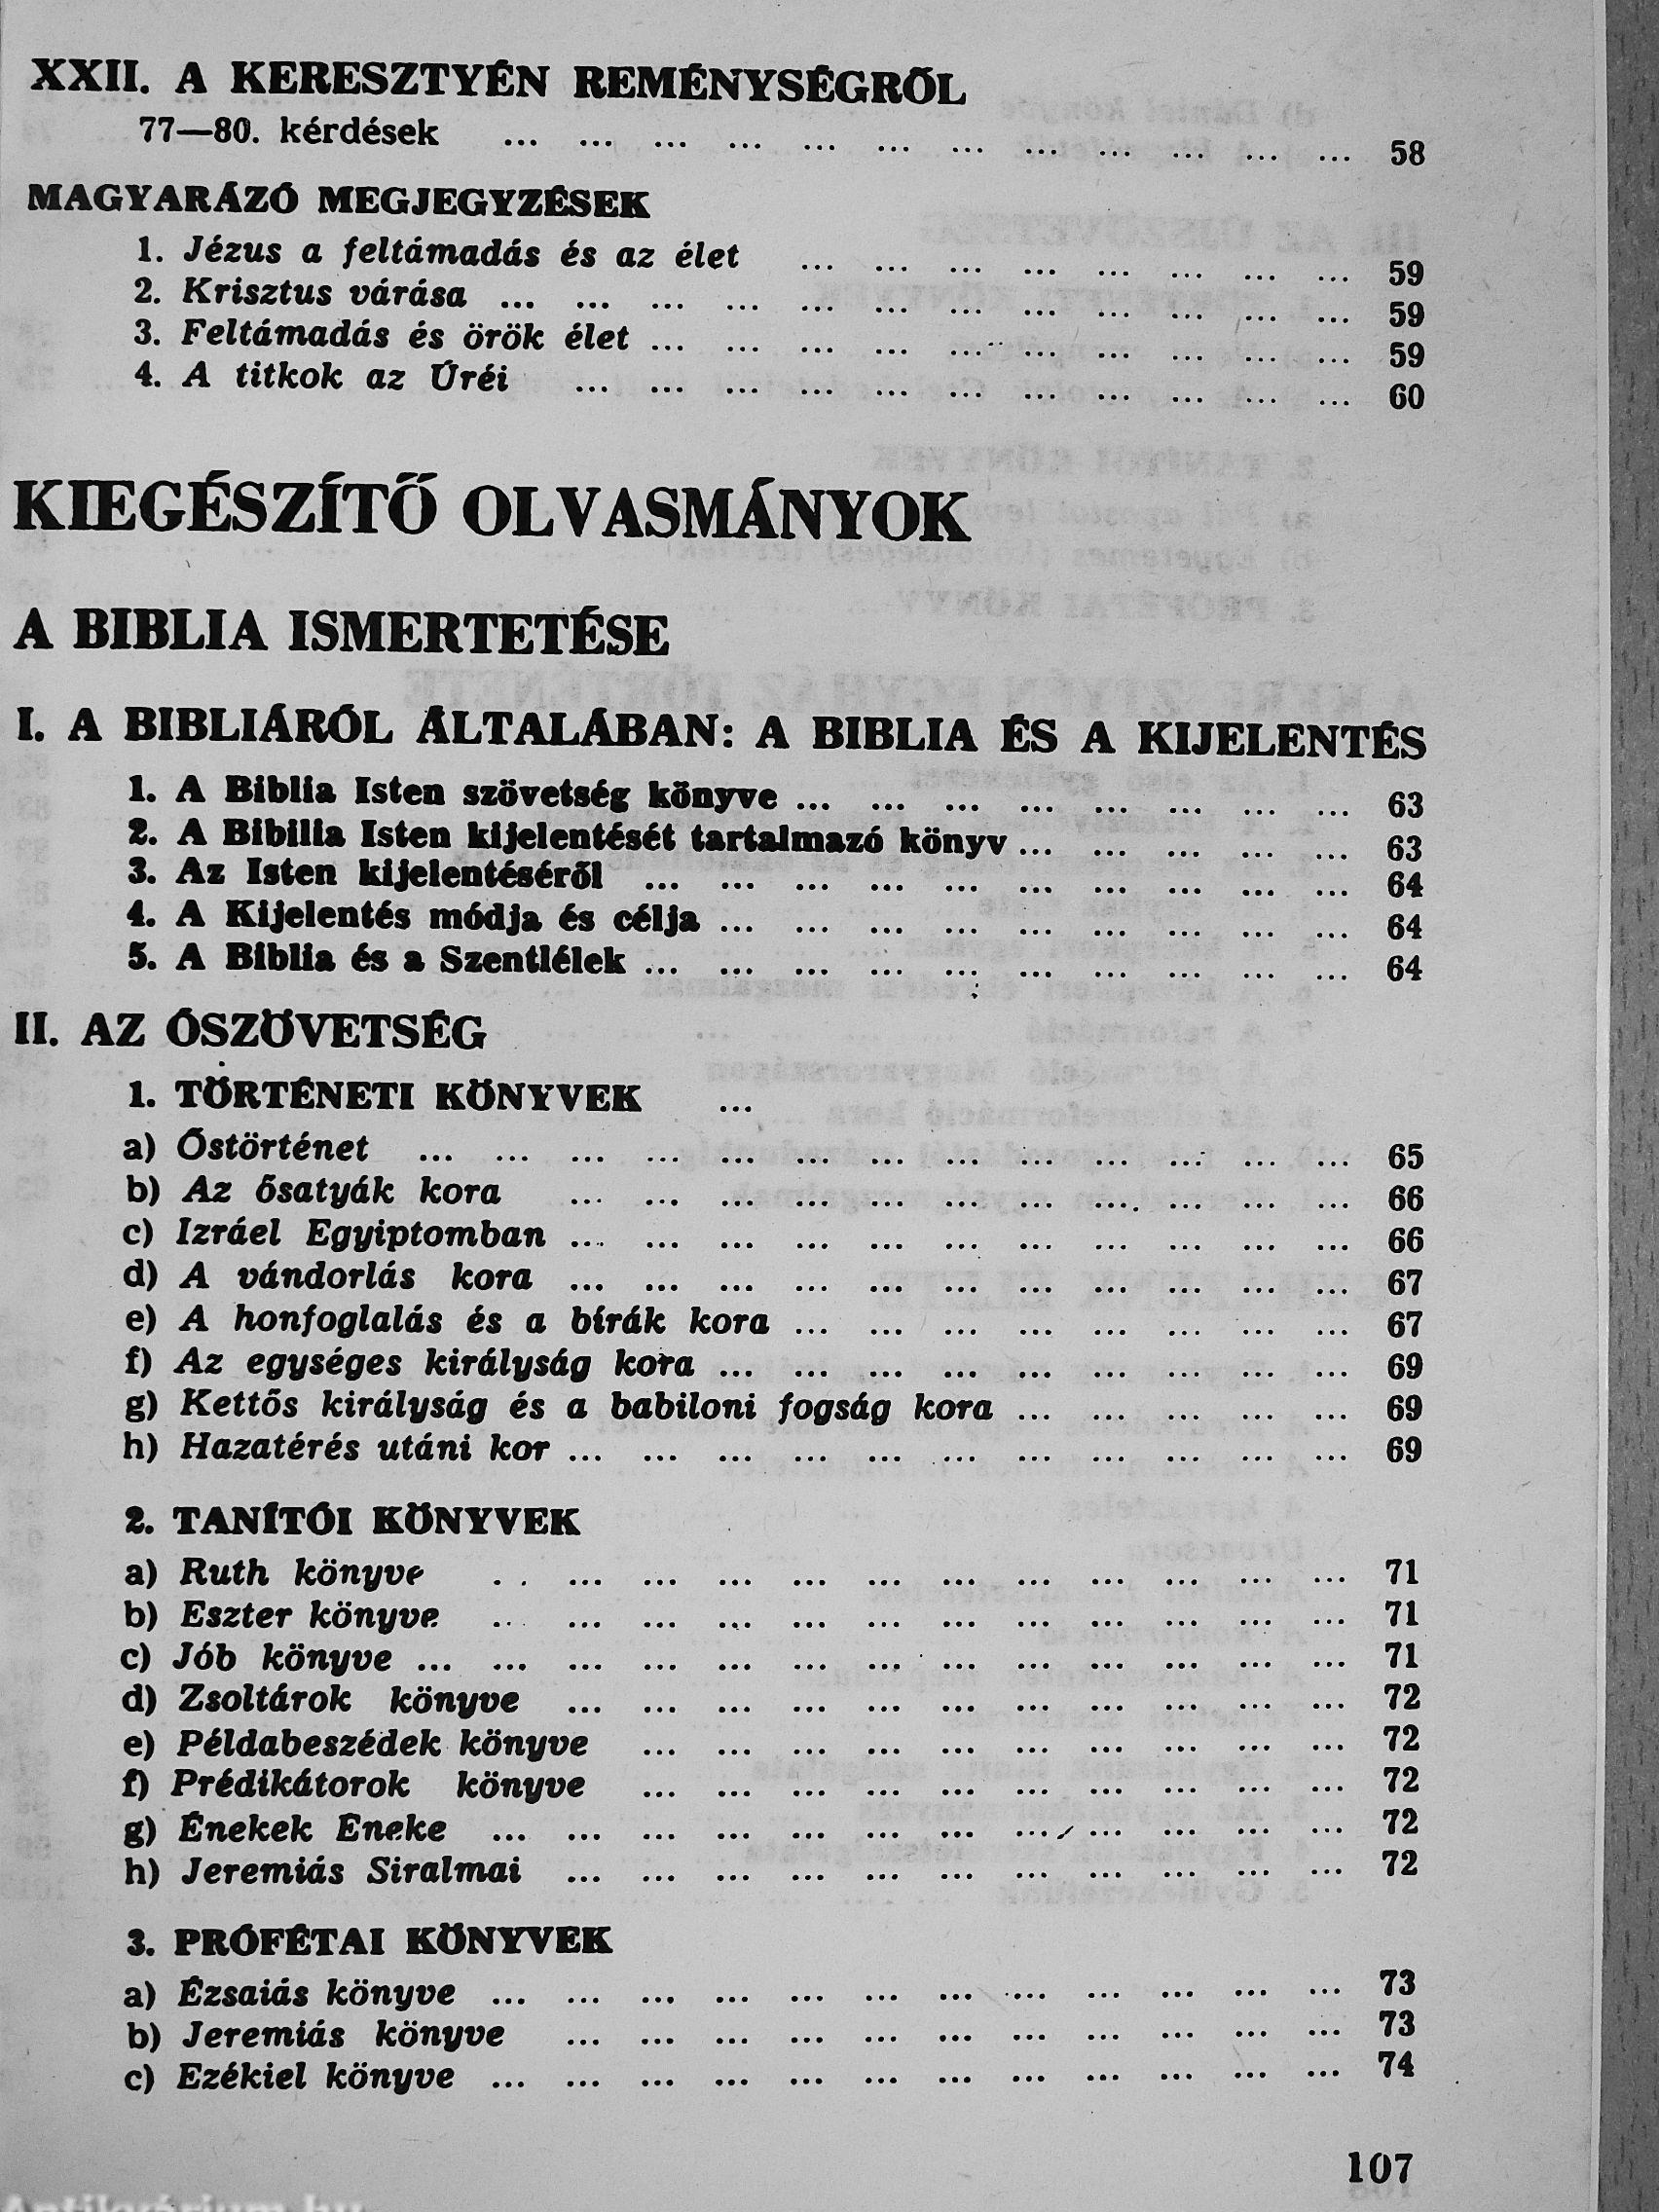 XXII. A KERESZTYÉN REMÉNYSÉGRŐL
77—80. kérdések ... ... ... ... ... ... ... ... ... ... ... ... 58
MAGYARÁZÓ MEGJEGYZÉSEK
1. Jézus a feltámadás és az élet ... ... ... ... ... ... ... ... 59
2. Krisztus várása ... ... ... ... ... ... ... ... ... ... ... ... 59
3. Feltámadás és örök élet ... ... ... ... ... ... ... ... ... ... 59
4. A titkok az Úréi ... ... ... ... ... ... ... ... ... ... ... 60
KIEGÉSZÍTŐ OLVASMÁNYOK
A BIBLIA ISMERTETÉSE
I. A BIBLIÁRÓL ÁLTALÁBAN: A BIBLIA ÉS A KIJELENTÉS
1. A Biblia Isten szövetség könyve ... ... ... ... ... ... ... ... 63
2. A Bibilia Isten kijelentését tartalmazó könyv ... ... ... ... ... 63
3. Az Isten kijelentéséről ... ... ... ... ... ... ... ... ... ... 64
4. A Kijelentés módja és célja ... ... ... ... ... ... ... ... ... 64
5. A Biblia és a Szentlélek ... ... ... ... ... ... ... ... ... ... 64
II. AZ ÓSZÖVETSÉG
1. TÖRTÉNETI KÖNYVEK ...
a) Őstörténet ... ... ... ... ... ... ... ... ... ... ... ... ... 65
b) Az ősatyák kora ... ... ... ... ... ... ... ... ... ... ... 66
c) Izráel Egyiptomban ... ... ... ... ... ... ... ... ... ... ... 66
d) A vándorlás kora ... ... ... ... ... ... ... ... ... ... ... 67
e) A honfoglalás és a bírák kora ... ... ... ... ... ... ... ... 67
f) Az egységes királyság kora ... ... ... ... ... ... ... ... ... 69
g) Kettős királyság és a babiloni fogság kora ... ... ... ... ... 69
h) Hazatérés utáni kor ... ... ... ... ... ... ... ... ... ... ... 69
2. TANÍTÓI KÖNYVEK
a) Ruth könyve .. ... ... ... ... ... ... ... ... ... ... ... 71
b) Eszter könyve ... ... ... ... ... ... ... ... ... ... ... ... 71
c) Jób könyve ... ... ... ... ... ... ... ... ... ... ... ... ... 71
d) Zsoltárok könyve ... ... ... ... ... ... ... ... ... ... ... 72
e) Példabeszédek könyve ... ... ... ... ... ... ... ... ... ... 72
f) Prédikátorok könyve ... ... ... ... ... ... ... ... ... ... 72
g) Énekek Éneke ... ... ... ... ... ... ... ... ... ... ... ... 72
h) Jeremiás Siralmai ... ... ... ... ... ... ... ... ... ... ... 72
3. PRÓFÉTAI KÖNYVEK
a) Ézsaiás könyve ... ... ... ... ... ... ... ... ... ... ... ... 73
b) Jeremiás könyve ... ... ... ... ... ... ... ... ... ... ... 73
c) Ezékiel könyve ... ... ... ... ... ... ... ... ... ... ... ... 74
107
Antikvárium.hu